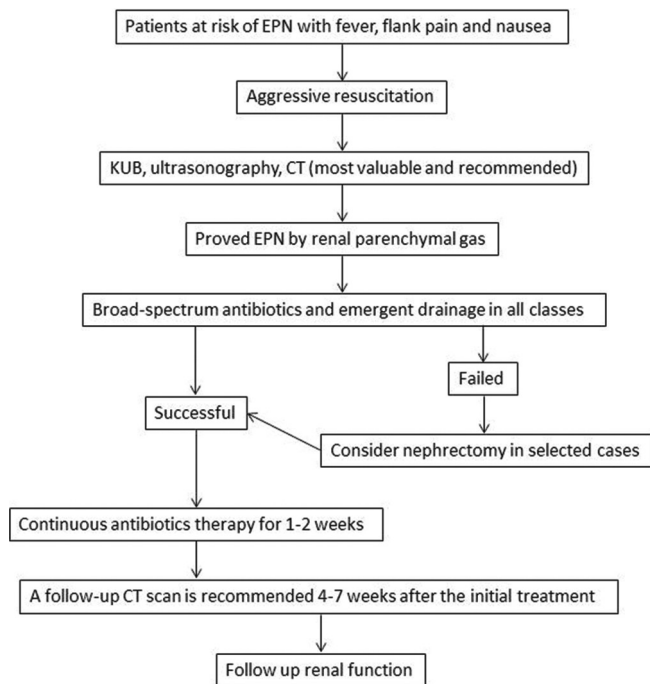 Patients at risk of EPN with fever, flank pain and nausea
Aggressive resuscitation
KUB, ultrasonography, CT (most valuable and recommended)
Proved EPN by renal parenchymal gas
Broad-spectrum antibiotics and emergent drainage in all classes
Failed
Successful
Consider nephrectomy in selected cases
Continuous antibiotics therapy for 1-2 weeks
A follow-up CT scan is recommended 4-7 weeks after the initial treatment
Follow up renal function